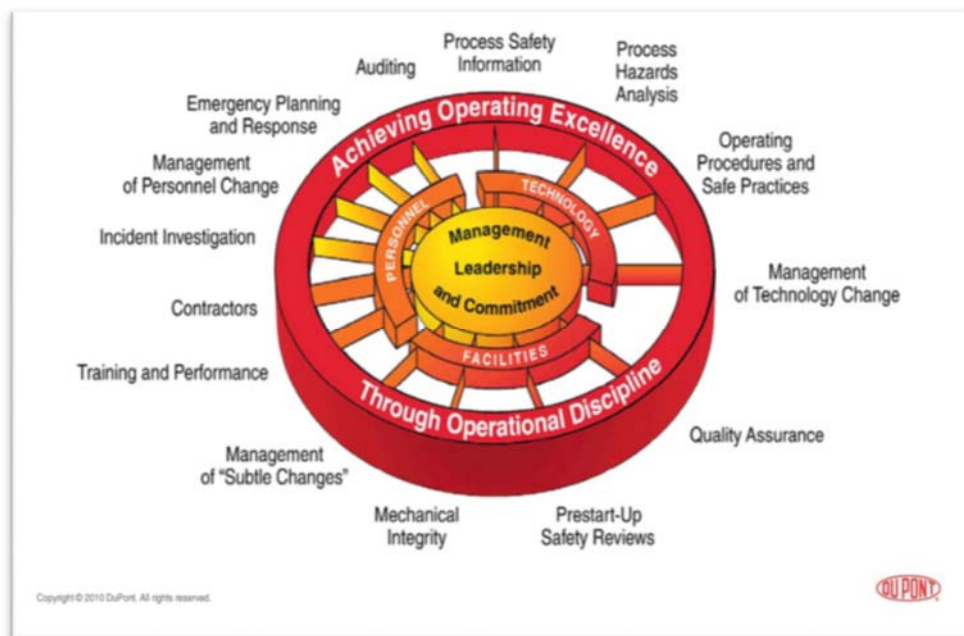 Process Safety
Information
Process
Hazards
Analysis
Auditing
Emergency Planning
and Response
Achieving Operating Excellence
Operating
Procedures and
Safe Practices
Management
of Personnel Change
PERSONNEL
TECHNOLOGY
Incident Investigation
Management
Leadership
and Commitment
Management
of Technology Change
Contractors
FACILITIES
Training and Performance
Through Operational Discipline
Quality Assurance
Management
of “Subtle Changes”
Mechanical
Integrity
Prestart-Up
Safety Reviews
Copyright © 2010 DuPont. All rights reserved.
DUPONT